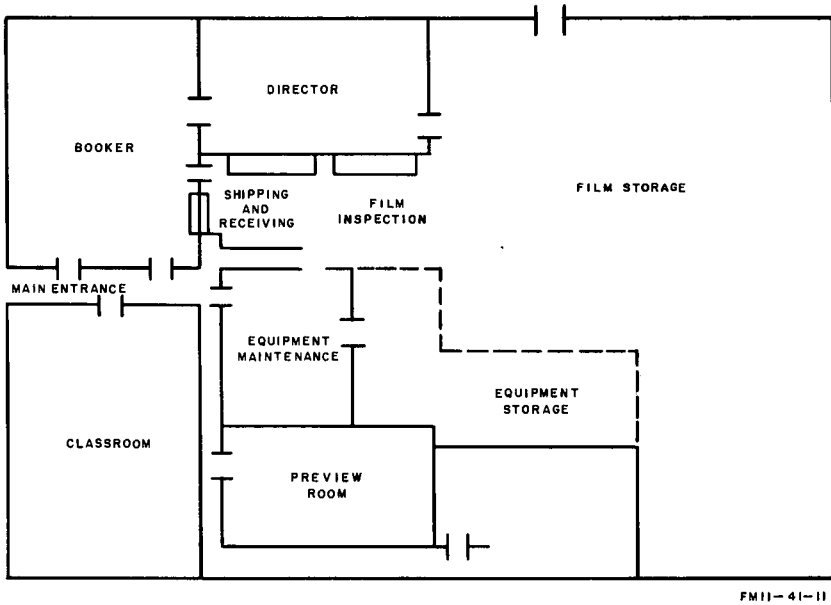 DIRECTOR
BOOKER
FILM STORAGE
SHIPPING
AND
RECEIVING
FILM
INSPECTION
MAIN ENTRANCE
EQUIPMENT
MAINTENANCE
EQUIPMENT
STORAGE
CLASSROOM
PREVIEW
ROOM
FM11-41-11